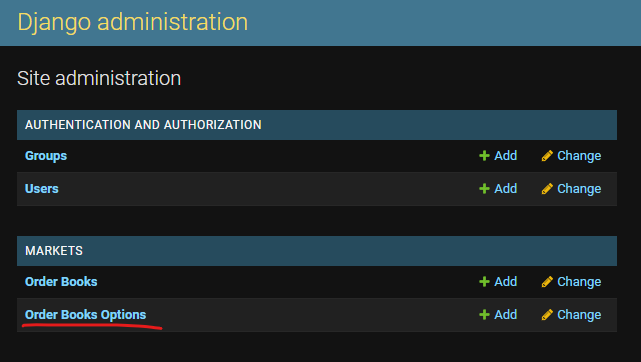 Django administration
Site administration
AUTHENTICATION AND AUTHORIZATION
Groups Add Change
Users Add Change
MARKETS
Order Books Add Change
Order Books Options Add Change